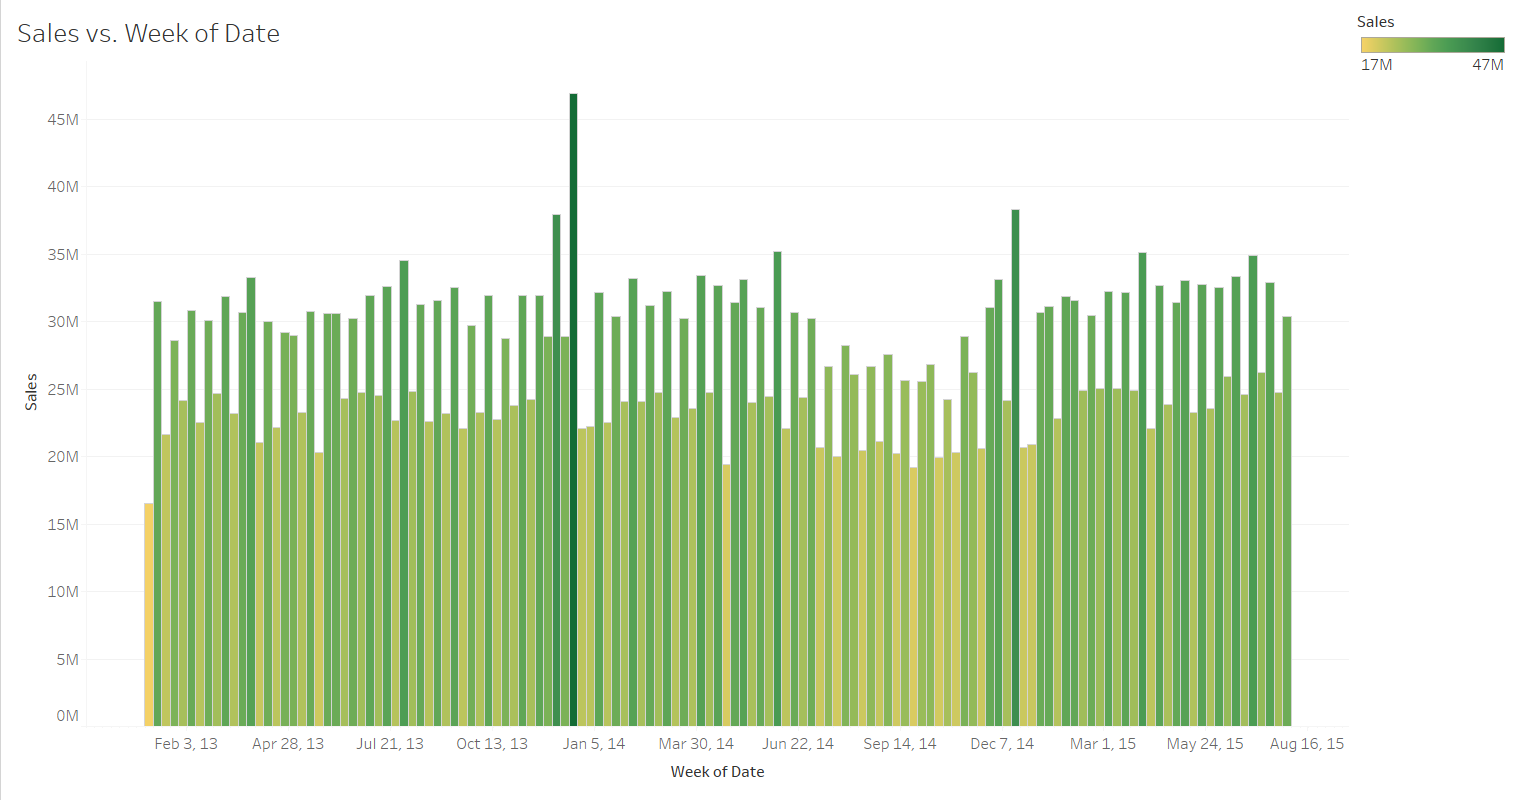 Sales vs. Week of Date
Sales
17M 47M
45M
40M
35M
30M
25M
20M
15M
10M
5M
0M
Sales
Feb 3, 13 Apr 28, 13 Jul 21, 13 Oct 13, 13 Jan 5, 14 Mar 30, 14 Jun 22, 14 Sep 14, 14 Dec 7, 14 Mar 1, 15 May 24, 15 Aug 16, 15
Week of Date